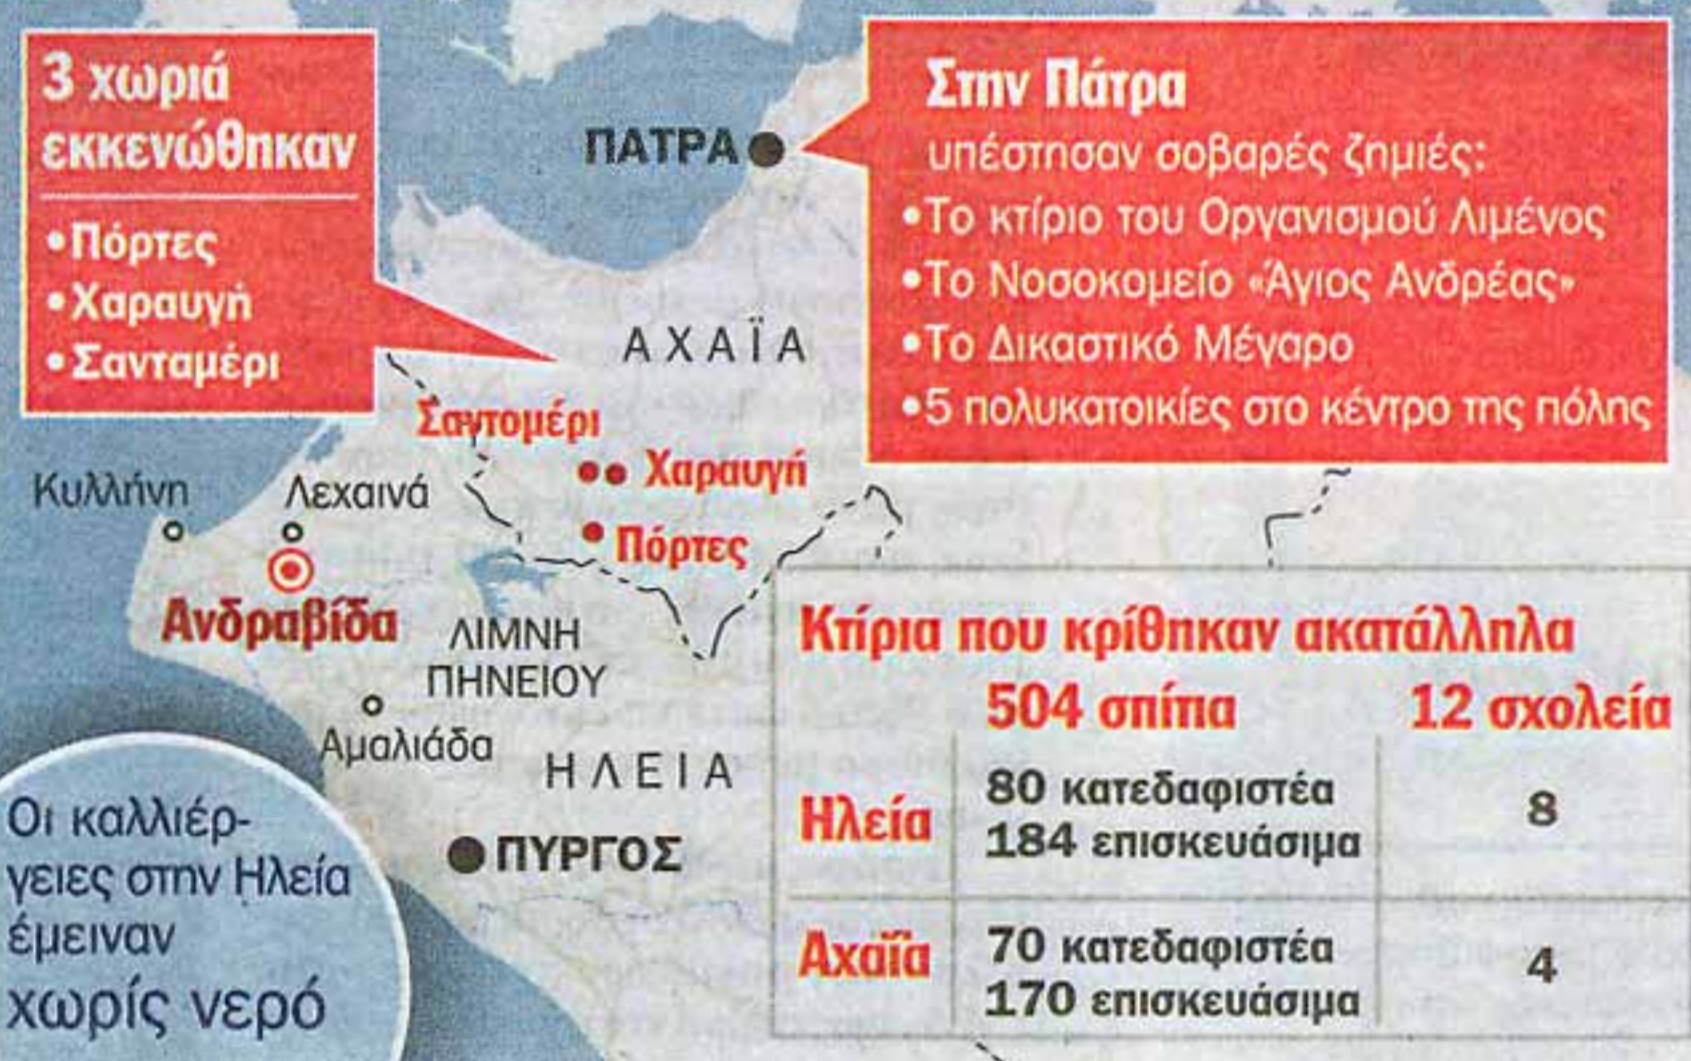 3 χωριά
εκκενώθηκαν
•Πόρτες
•Χαραυγή
•Σανταμέρι
ΠΑΤΡΑ
Στην Πάτρα
υπέστησαν σοβαρές ζημιές:
•Το κτίριο του Οργανισμού Λιμένος
•Το Νοσοκομείο «Άγιος Ανδρέας»
•Το Δικαστικό Μέγαρο
•5 πολυκατοικίες στο κέντρο της πόλης
ΑΧΑΪΑ
Σαντομέρι
Χαραυγή
Πόρτες
Κυλλήνη
Λεχαινά
Ανδραβίδα
ΛΙΜΝΗ
ΠΗΝΕΙΟΥ
Αμαλιάδα
ΗΛΕΙΑ
ΠΥΡΓΟΣ
Οι καλλιέρ-
γειες στην Ηλεία
έμειναν
χωρίς νερό
Κτίρια που κρίθηκαν ακατάλληλα
504 σπίτια 12 σχολεία
Ηλεία
80 κατεδαφιστέα
184 επισκευάσιμα
8
Αχαΐα
70 κατεδαφιστέα
170 επισκευάσιμα
4